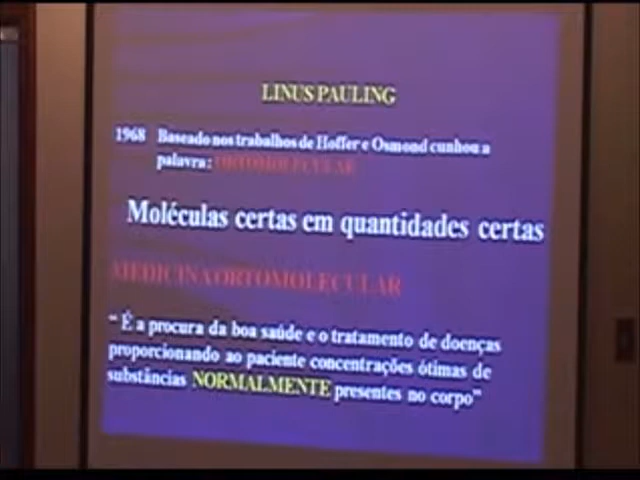 LINUS PAULING
1968 Baseado nos trabalhos de Hoffer e Osmond cunhou a
palavra: ORTOMOLECULAR
Moléculas certas em quantidades certas
MEDICINA ORTOMOLECULAR
“ É a procura da boa saúde e o tratamento de doenças
proporcionando ao paciente concentrações ótimas de
substâncias NORMALMENTE presentes no corpo”